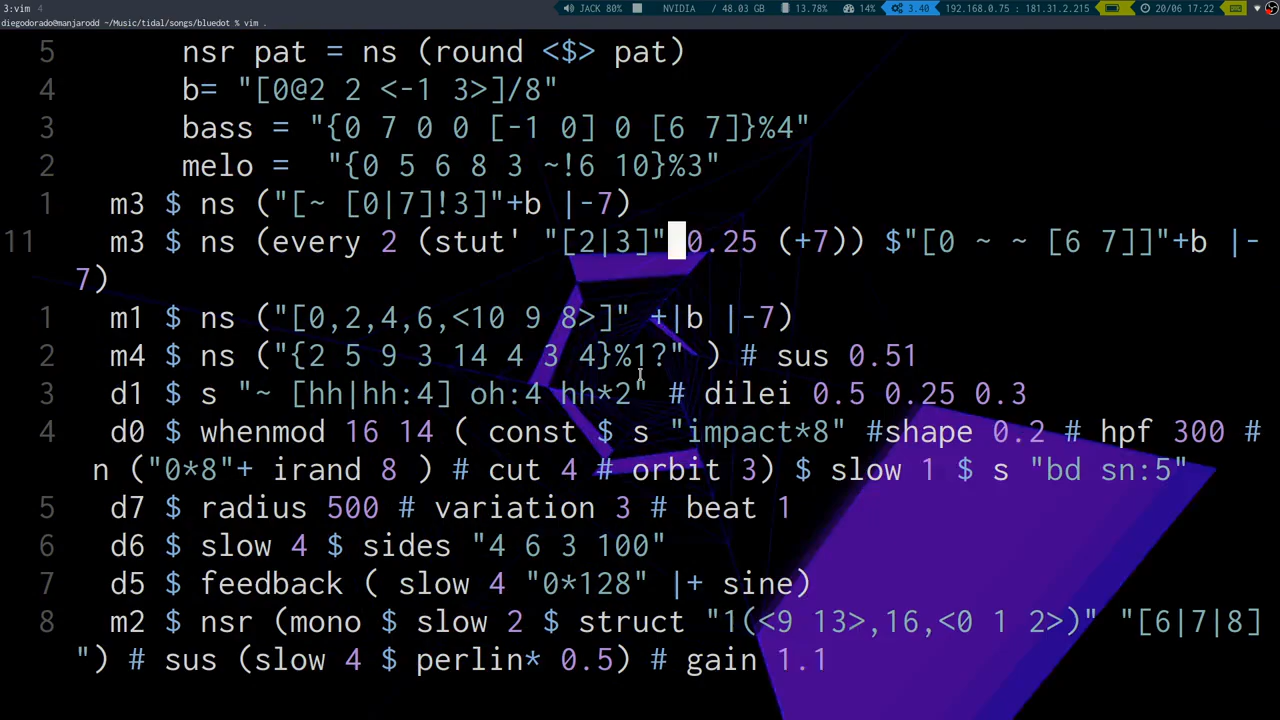 3:vim 4 JACK 80% NVIDIA / 48.03 GB 13.78% 14% 3.40 192.168.0.75 181.31.2.215 20/06 17:22
diegodorado@manjarodd ~/Music/tidal/songs/bluedot % vim .
5 nsr pat = ns (round <$> pat)
4 b= "[0@2 2 <-1 3>]/8"
3 bass = "{0 7 0 0 [-1 0] 0 [6 7]}%4"
2 melo =  "{0 5 6 8 3 ~!6 10}%3"
1 m3 $ ns ("[~ [0|7]!3]"+b |-7)
11 m3 $ ns (every 2 (stut' "[2|3]" 0.25 (+7)) $"[0 ~ ~ [6 7]]"+b |-
7)
1 m1 $ ns ("[0,2,4,6,<10 9 8>]" +|b |-7)
2 m4 $ ns ("{2 5 9 3 14 4 3 4}%1?" ) # sus 0.51
3 d1 $ s "~ [hh|hh:4] oh:4 hh*2" # dilei 0.5 0.25 0.3
4 d0 $ whenmod 16 14 ( const $ s "impact*8" #shape 0.2 # hpf 300 #
n ("0*8"+ irand 8 ) # cut 4 # orbit 3) $ slow 1 $ s "bd sn:5"
5 d7 $ radius 500 # variation 3 # beat 1
6 d6 $ slow 4 $ sides "4 6 3 100"
7 d5 $ feedback ( slow 4 "0*128" |+ sine)
8 m2 $ nsr (mono $ slow 2 $ struct "1(<9 13>,16,<0 1 2>)" "[6|7|8]
") # sus (slow 4 $ perlin* 0.5) # gain 1.1